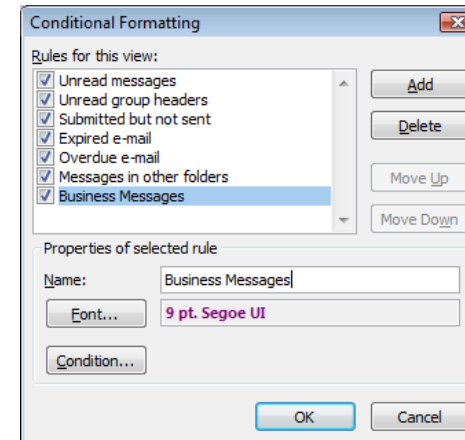 Conditional Formatting
Rules for this view:
Unread messages
Unread group headers
Submitted but not sent
Expired e-mail
Overdue e-mail
Messages in other folders
Business Messages
Add
Delete
Move Up
Move Down
Properties of selected rule
Name: Business Messages
Font... 9 pt. Segoe UI
Condition...
OK Cancel